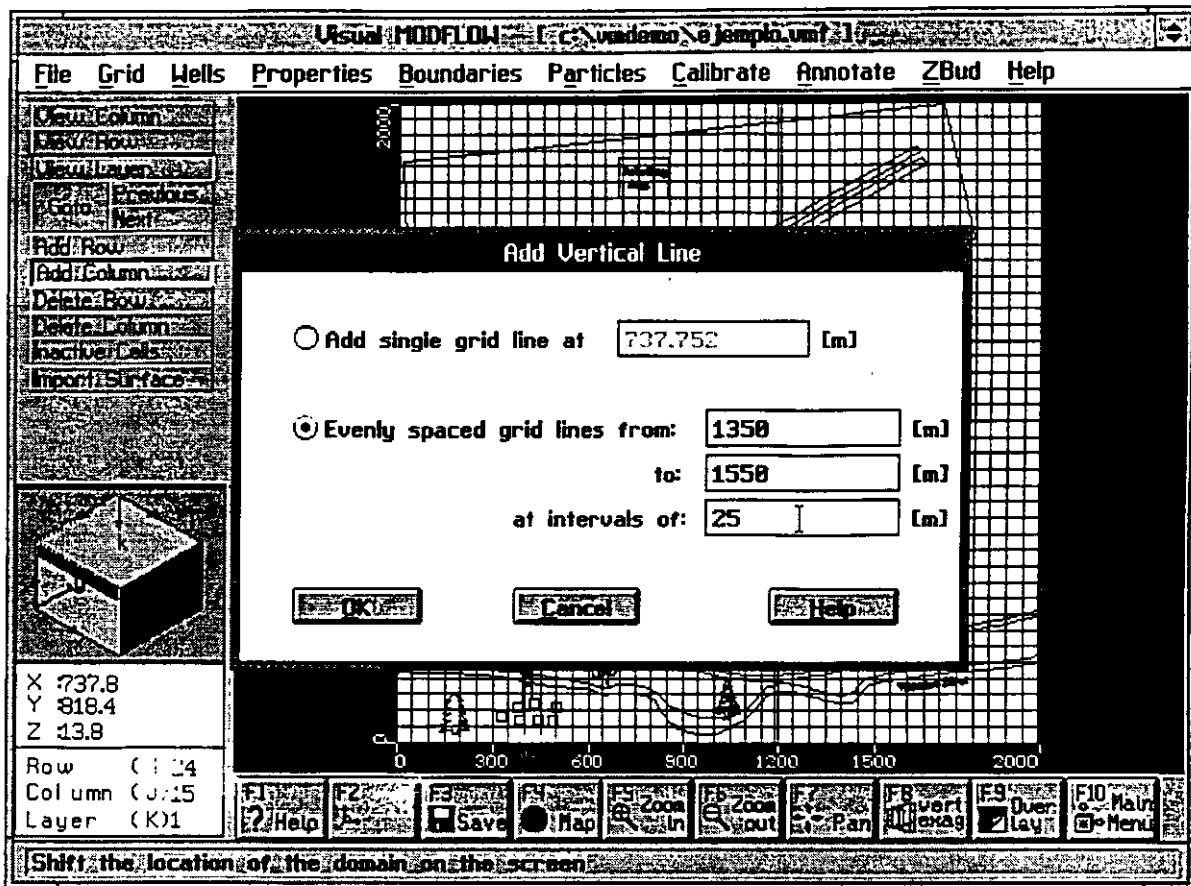 Visual MODFLOW - [ c:\vmdemo\ejemplo.vmf ]
File Grid Wells Properties Boundaries Particles Calibrate Annotate ZBud Help
View Column
View Row
View Layer
Goto
Previous
Next
Add Row
Add Column
Delete Row
Delete Column
Inactive Cells
Import Surface
2000
Add Vertical Line
Add single grid line at 737.752 [m]
Evenly spaced grid lines from: 1350 [m]
to: 1550 [m]
at intervals of: 25 [m]
OK Cancel Help
X :737.8
Y :818.4
Z :13.8
Row
Column (J):15
Layer (K)1
0
0 300 600 900 1200 1500 2000
F1 ? Help
F2
F3 Save
F4 Map
F5 Zoom In
F6 Zoom out
F7 Pan
F8 vert exag
F9 Over lay
F10 Main Menu
Shift the location of the domain on the screen